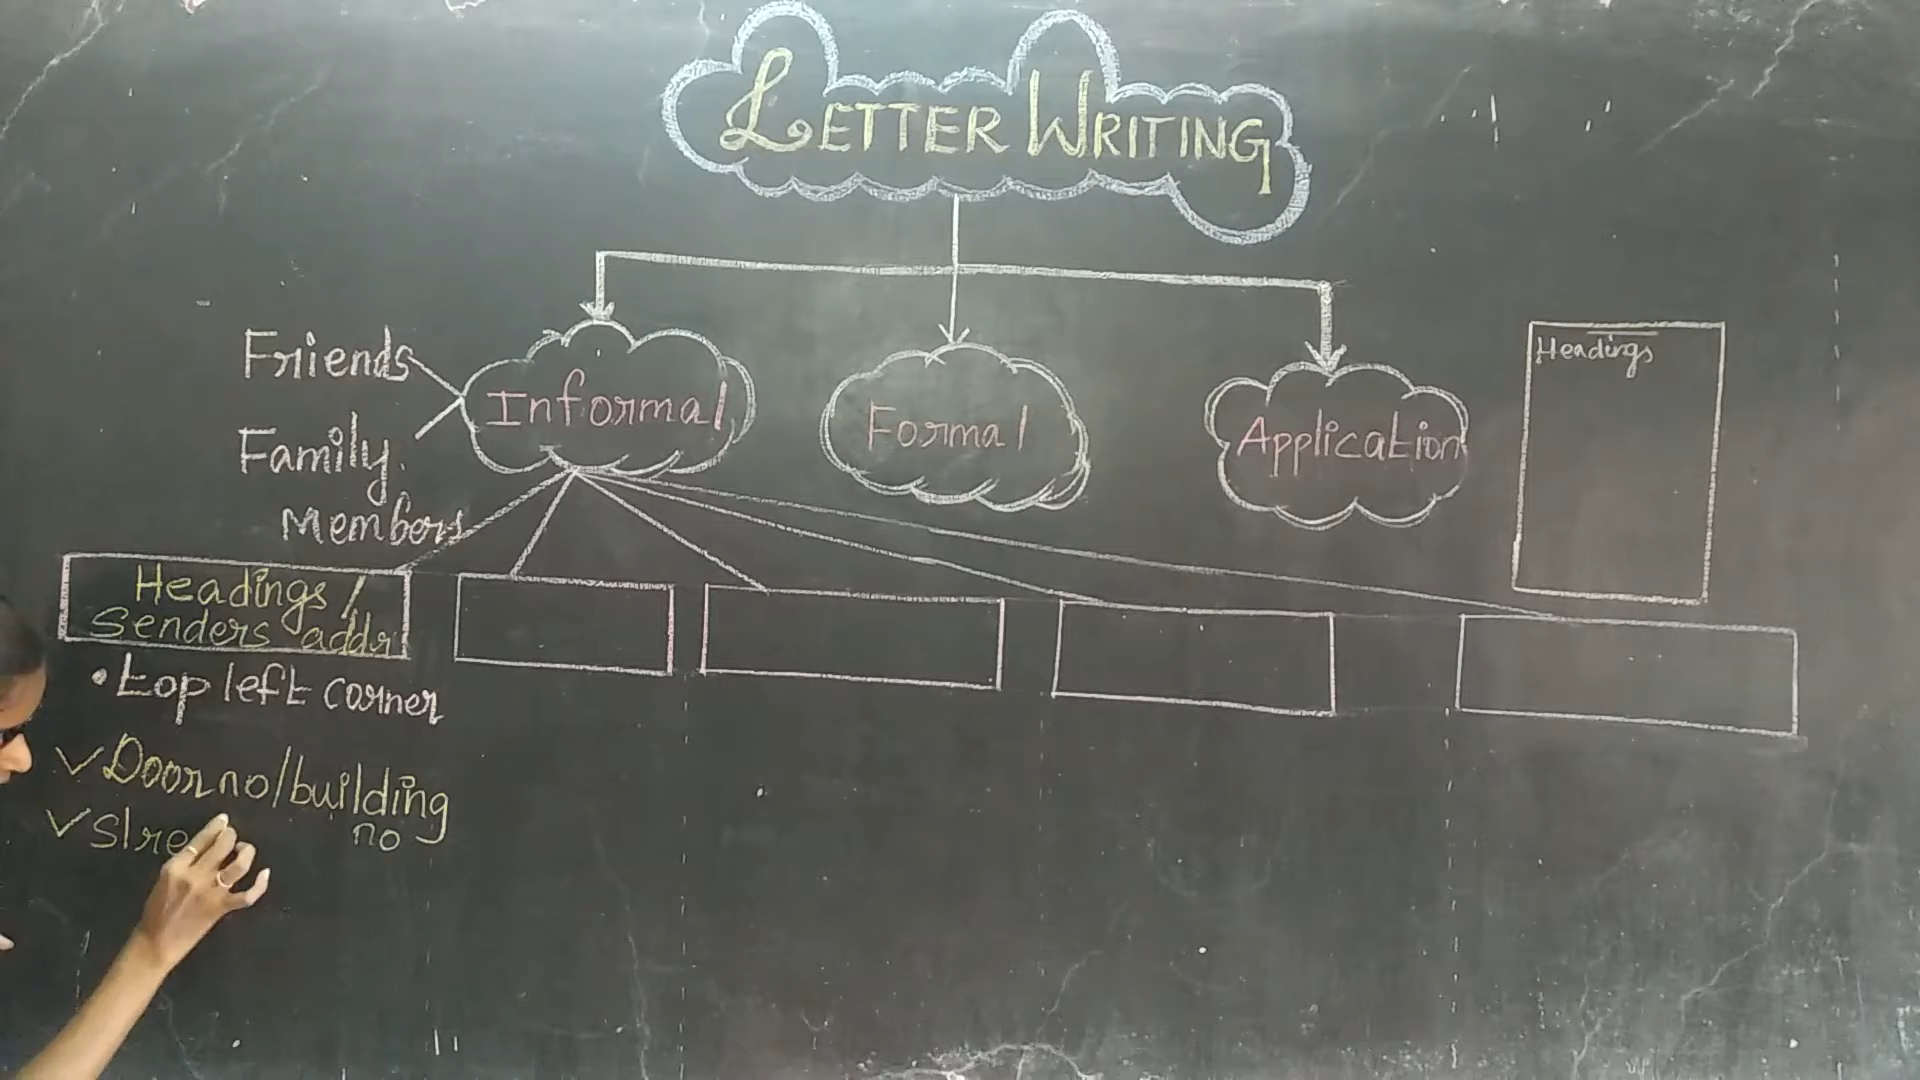 LETTER WRITING
Friends
Family
Members
Informal
Formal
Application
Headings
Headings /
Senders addr
• top left corner
✓ Door no/building
no
✓ Stre